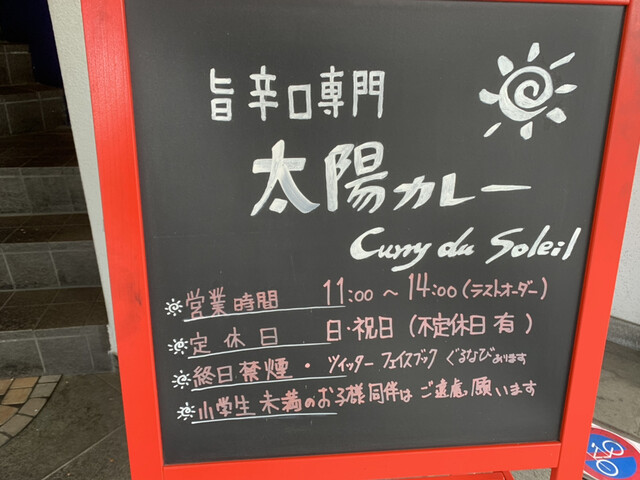 旨辛口専門
太陽カレー
Curry du Soleil
営業時間 11:00 ～ 14:00 (ラストオーダー)
定休日 日・祝日 (不定休日有)
終日禁煙・ツイッター フェイスブック ぐるなびあります
小学生未満のお子様同伴はご遠慮願います